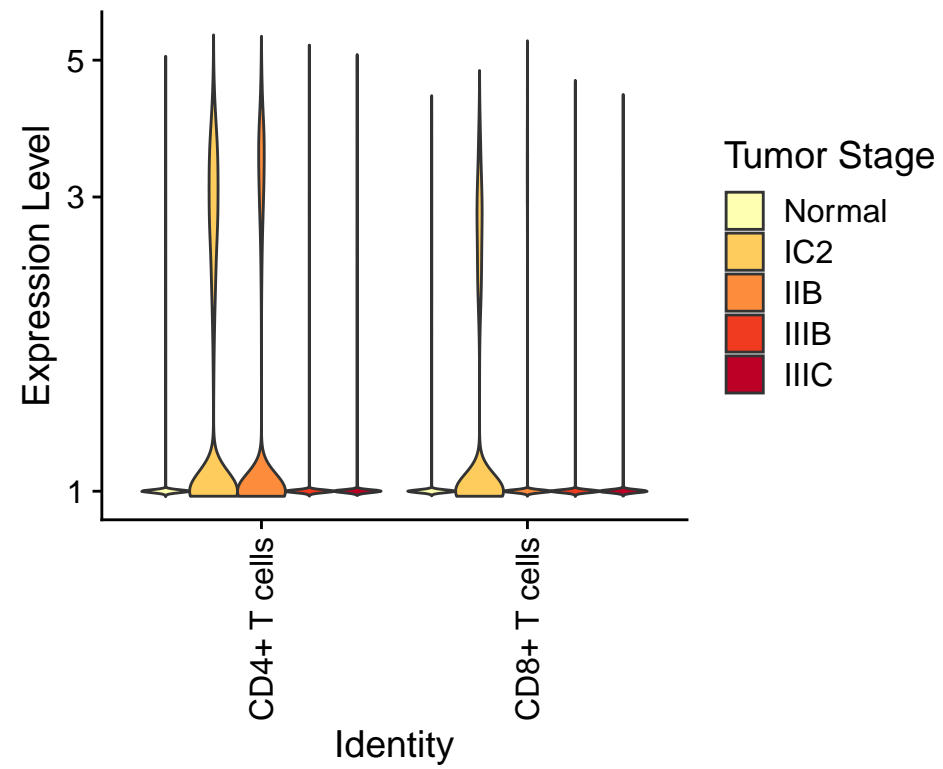 Expression Level
5
3
1
CD4+ T cells
CD8+ T cells
Identity
Tumor Stage
Normal
IC2
IIB
IIIB
IIIC